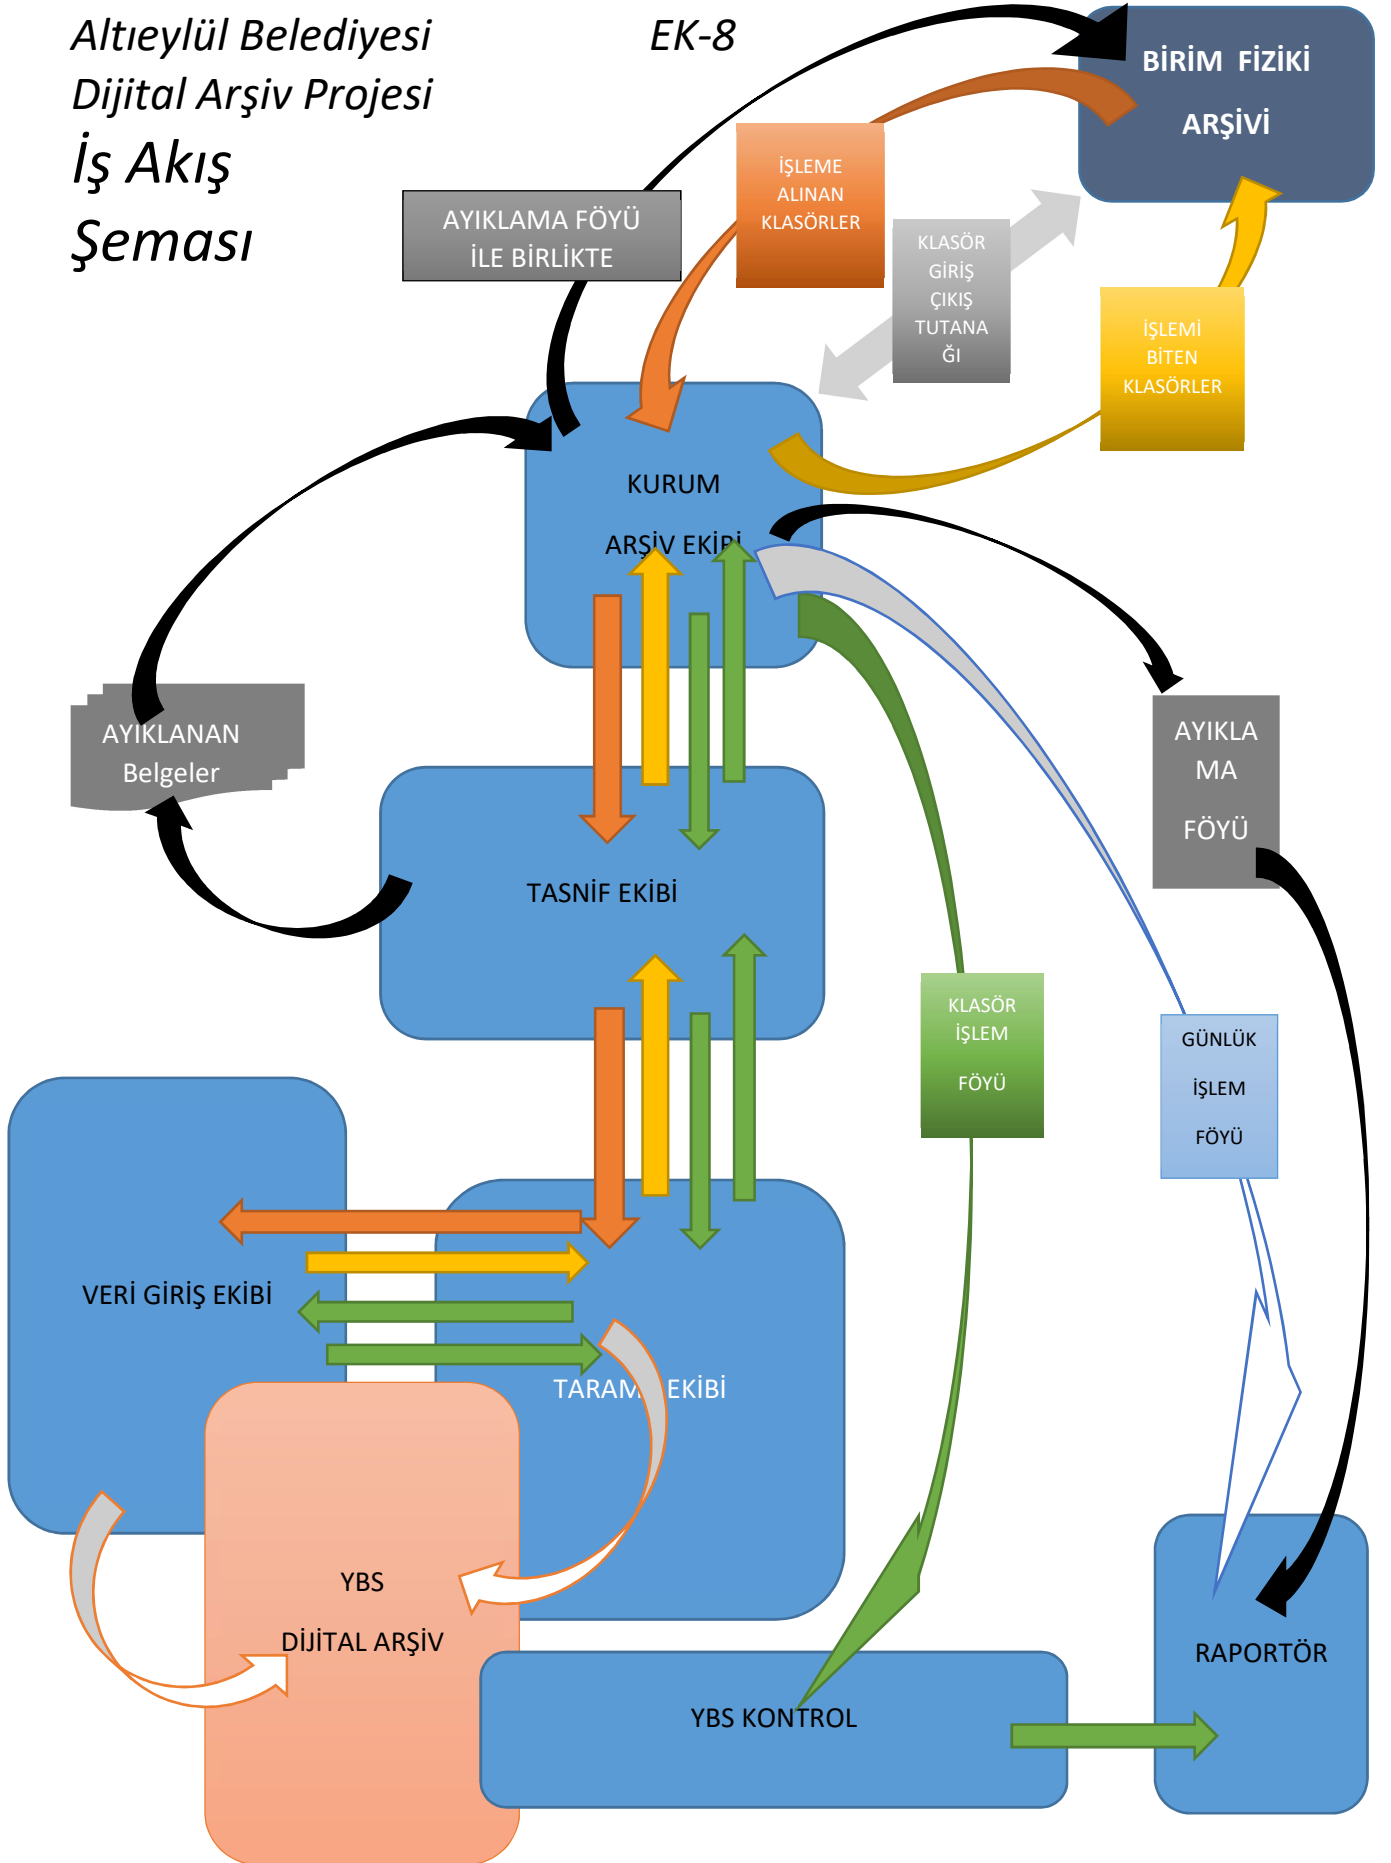 Altıeylül Belediyesi
Dijital Arşiv Projesi
İş Akış
Şeması
EK-8
BİRİM FİZİKİ
ARŞİVİ
İŞLEME
ALINAN
KLASÖRLER
AYIKLAMA FÖYÜ
İLE BİRLİKTE
KLASÖR
GİRİŞ
ÇIKIŞ
TUTANA
ĞI
İŞLEMİ
BİTEN
KLASÖRLER
KURUM
ARŞİV EKİBİ
AYIKLANAN
Belgeler
AYIKLA
MA
FÖYÜ
TASNİF EKİBİ
KLASÖR
İŞLEM
FÖYÜ
GÜNLÜK
İŞLEM
FÖYÜ
VERİ GİRİŞ EKİBİ
TARAMA EKİBİ
YBS
DİJİTAL ARŞİV
YBS KONTROL
RAPORTÖR